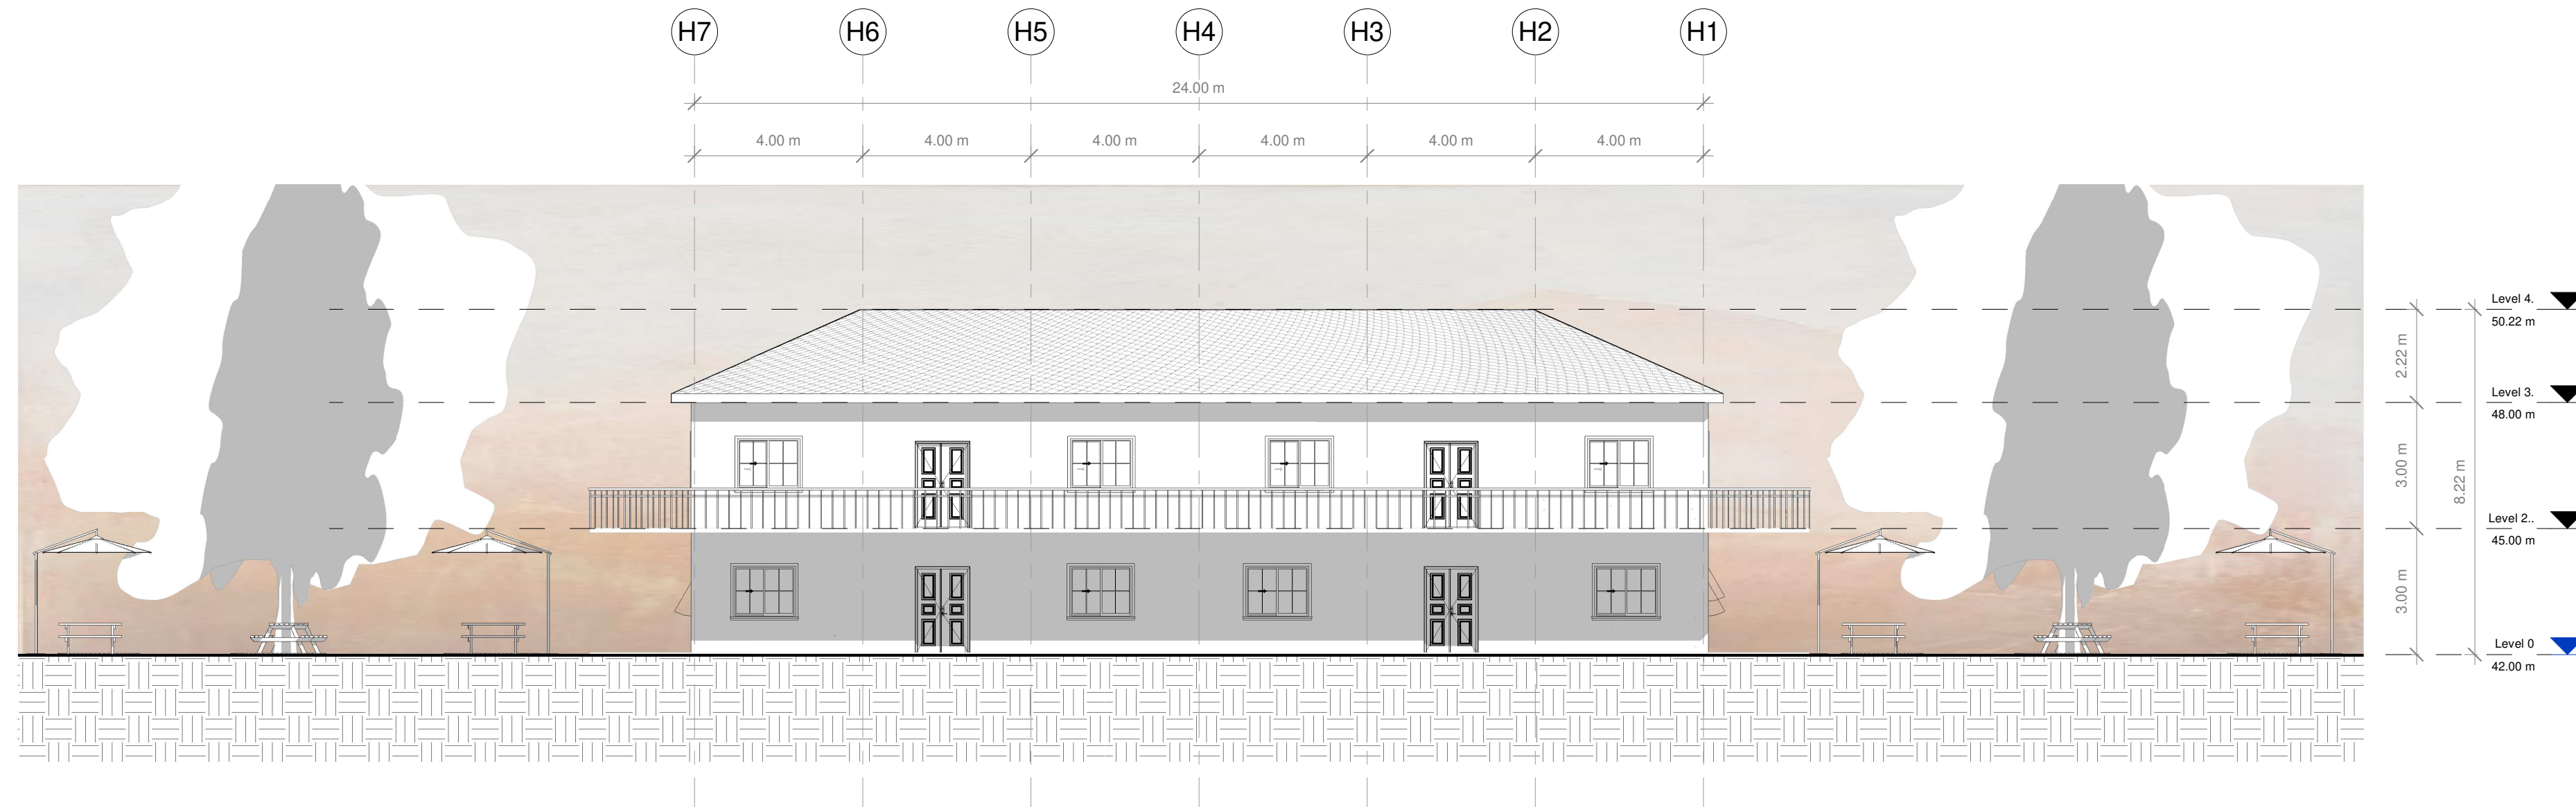 H7 H6 H5 H4 H3 H2 H1
24.00 m
4.00 m 4.00 m 4.00 m 4.00 m 4.00 m 4.00 m
Level 4.
50.22 m
2.22 m
Level 3.
48.00 m
3.00 m
8.22 m
Level 2..
45.00 m
3.00 m
Level 0
42.00 m